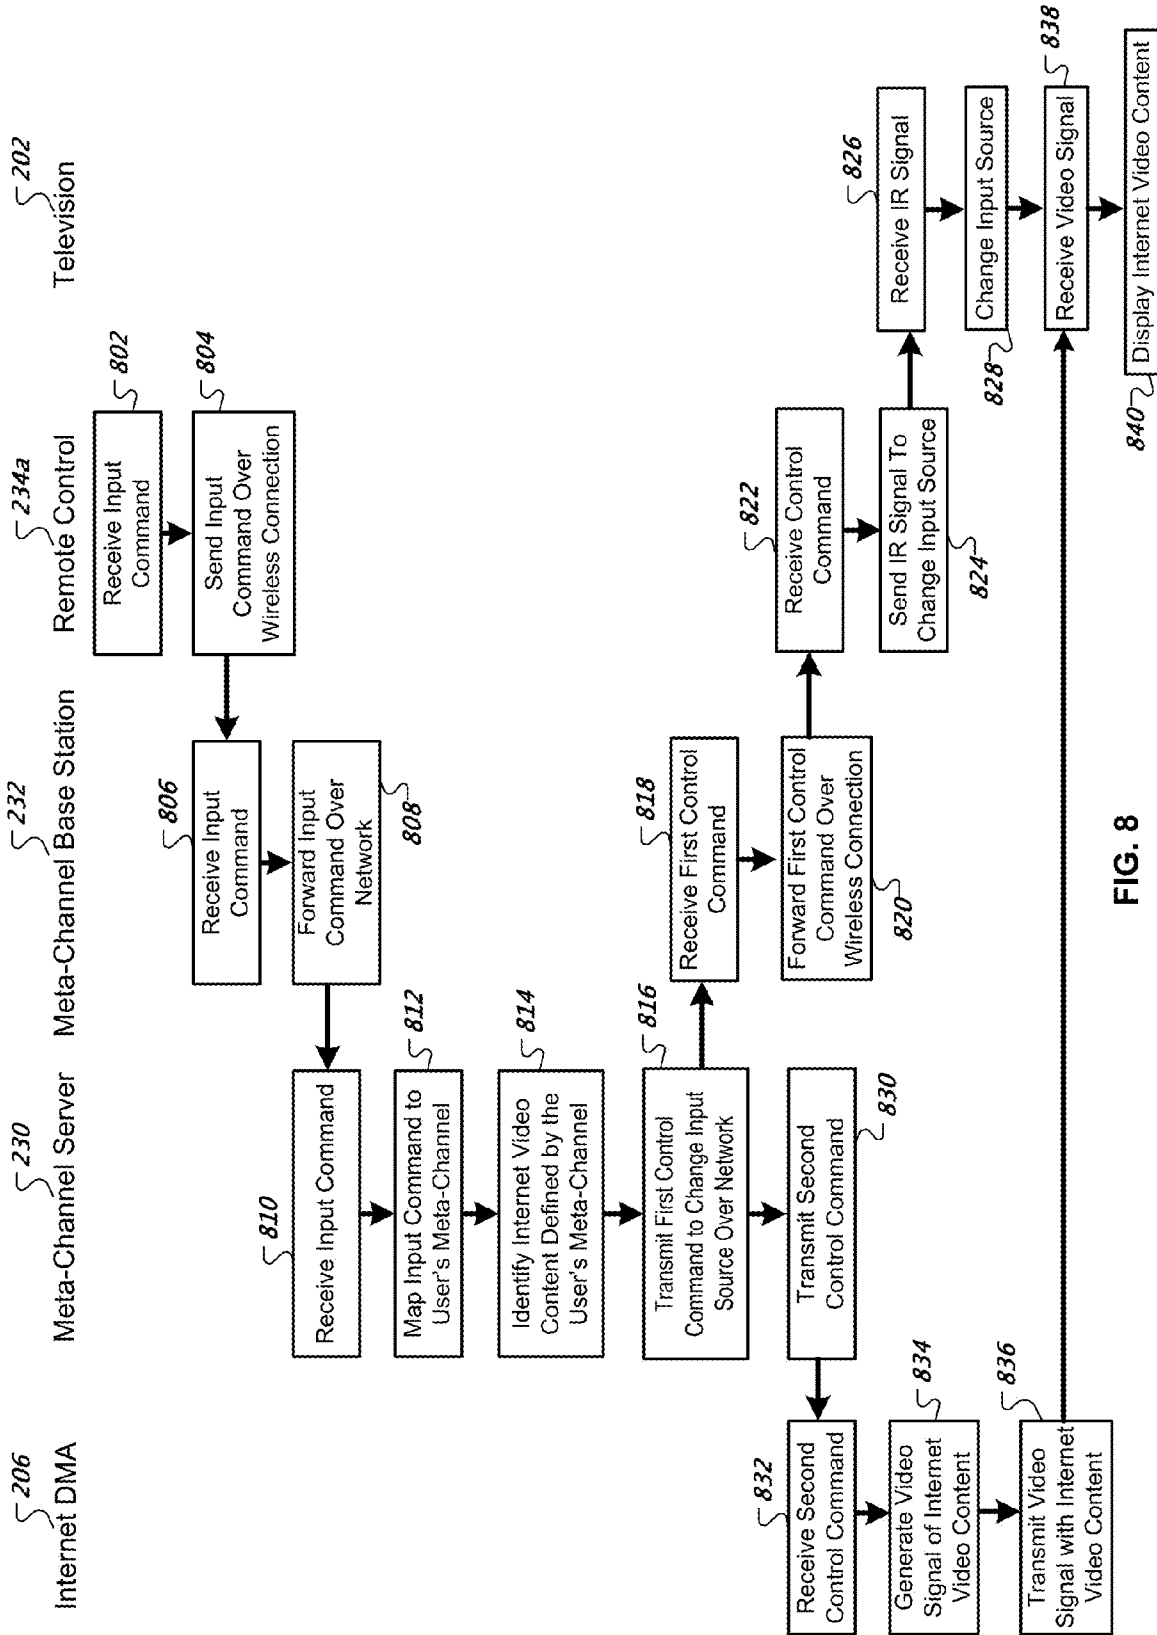 206
Internet DMA
230
Meta-Channel Server
232
Meta-Channel Base Station
234a
Remote Control
202
Television
Receive Input
Command
802
Send Input
Command Over
Wireless Connection
804
806
Receive Input
Command
Forward Input
Command Over
Network
808
810
Receive Input Command
Map Input Command to
User's Meta-Channel
812
Identify Internet Video
Content Defined by the
User's Meta-Channel
814
Transmit First Control
Command to Change Input
Source Over Network
816
Receive First Control
Command
818
Forward First Control
Command Over
Wireless Connection
820
Receive Control
Command
822
Send IR Signal To
Change Input Source
824
Receive IR Signal
826
Change Input Source
828
Transmit Second
Control Command
830
832
Receive Second
Control Command
Generate Video
Signal of Internet
Video Content
834
Transmit Video
Signal with Internet
Video Content
836
Receive Video Signal
838
840
Display Internet Video Content
FIG. 8